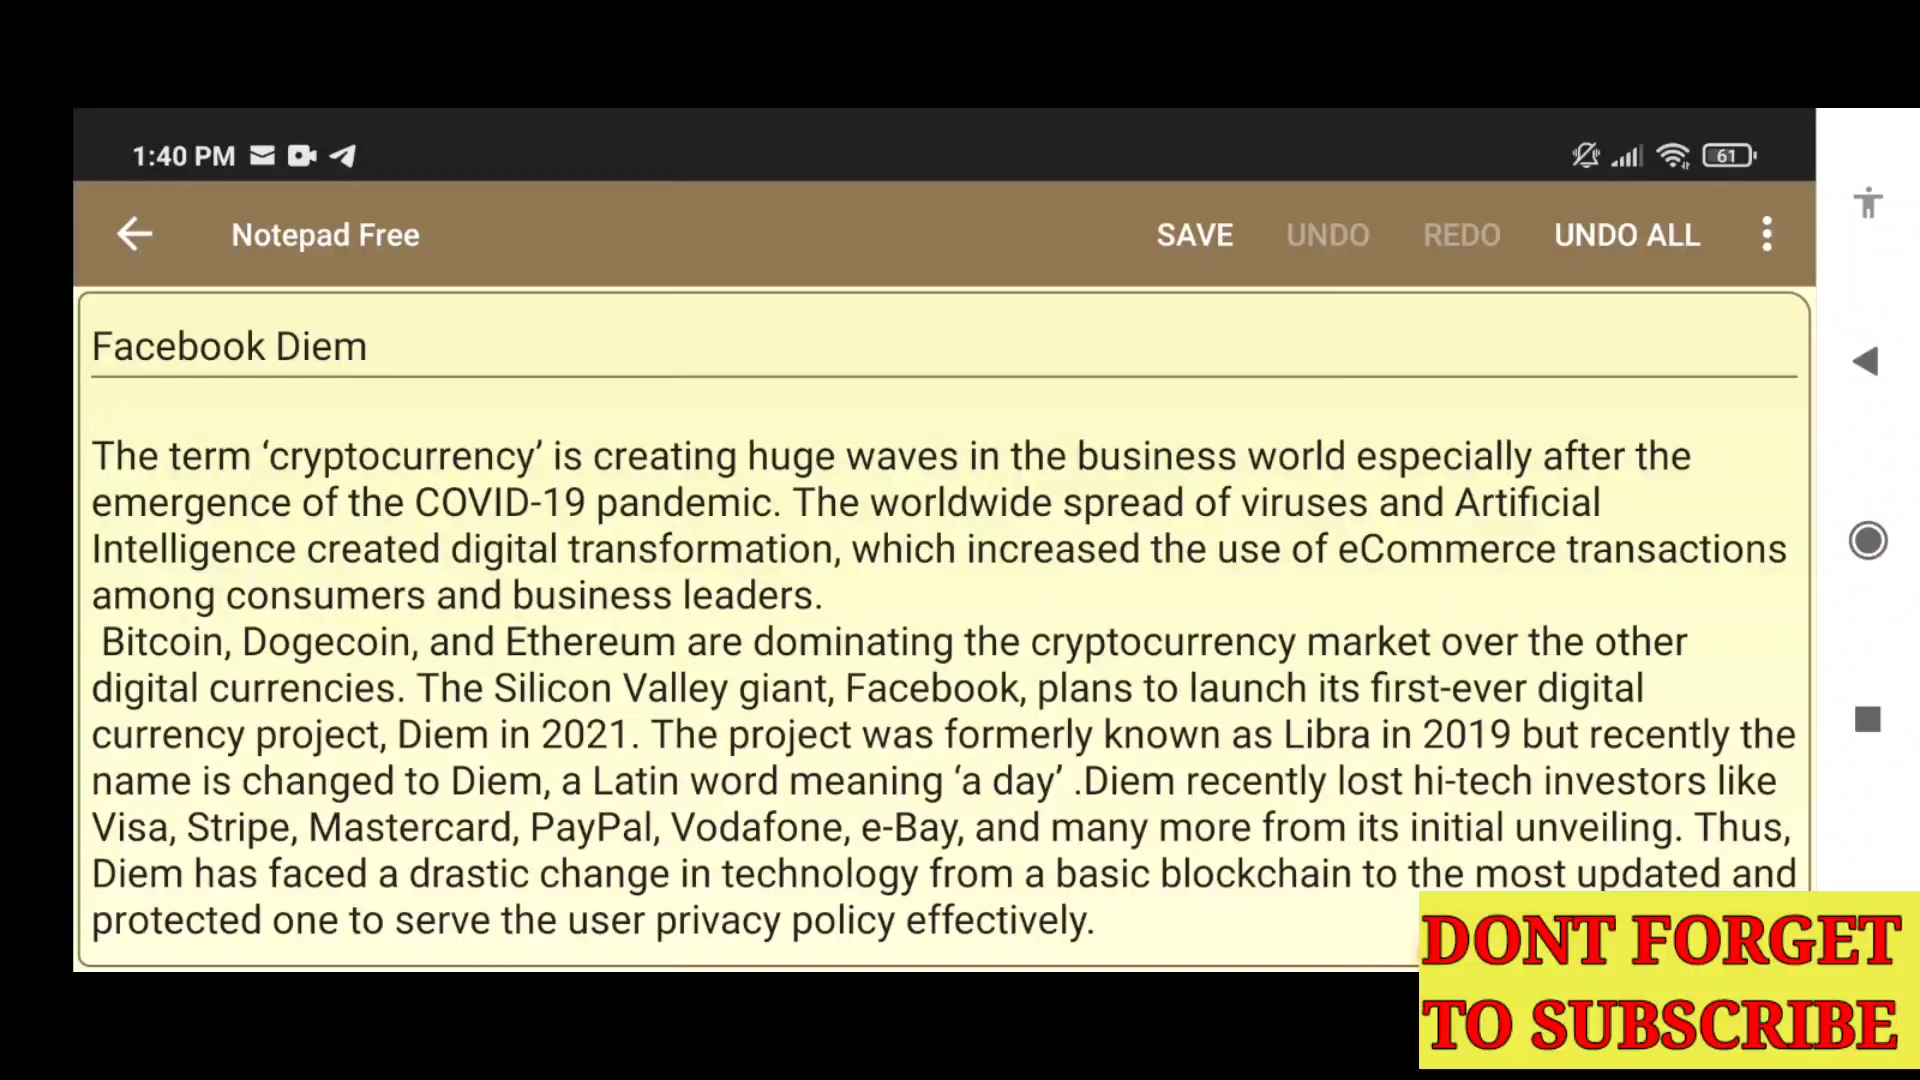 1:40 PM
61
Notepad Free
SAVE
UNDO
REDO
UNDO ALL
Facebook Diem
The term ‘cryptocurrency’ is creating huge waves in the business world especially after the
emergence of the COVID-19 pandemic. The worldwide spread of viruses and Artificial
Intelligence created digital transformation, which increased the use of eCommerce transactions
among consumers and business leaders.
Bitcoin, Dogecoin, and Ethereum are dominating the cryptocurrency market over the other
digital currencies. The Silicon Valley giant, Facebook, plans to launch its first-ever digital
currency project, Diem in 2021. The project was formerly known as Libra in 2019 but recently the
name is changed to Diem, a Latin word meaning ‘a day’ .Diem recently lost hi-tech investors like
Visa, Stripe, Mastercard, PayPal, Vodafone, e-Bay, and many more from its initial unveiling. Thus,
Diem has faced a drastic change in technology from a basic blockchain to the most updated and
protected one to serve the user privacy policy effectively.
DONT FORGET
TO SUBSCRIBE